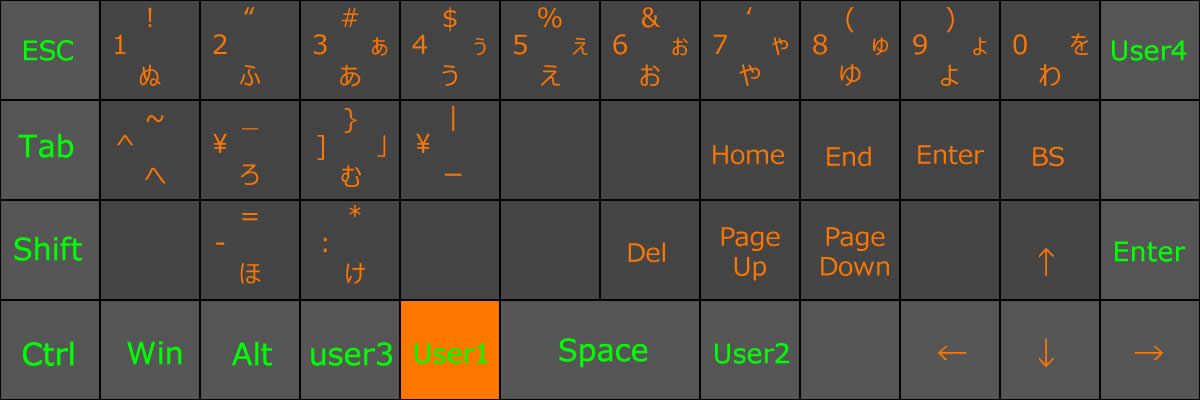 ESC
! 1 ぬ
“ 2 ふ
# 3 ぁ あ
$ 4 ぅ う
% 5 ぇ え
& 6 ぉ お
‘ 7 ゃ や
( 8 ゅ ゆ
) 9 ょ よ
0 を わ
User4
Tab
~ ^ へ
_ ¥ ろ
} ] 」 む
| ¥ ー
Home
End
Enter
BS
Shift
= - ほ
* : け
Del
Page
Up
Page
Down
↑
Enter
Ctrl
Win
Alt
user3
User1
Space
User2
←
↓
→